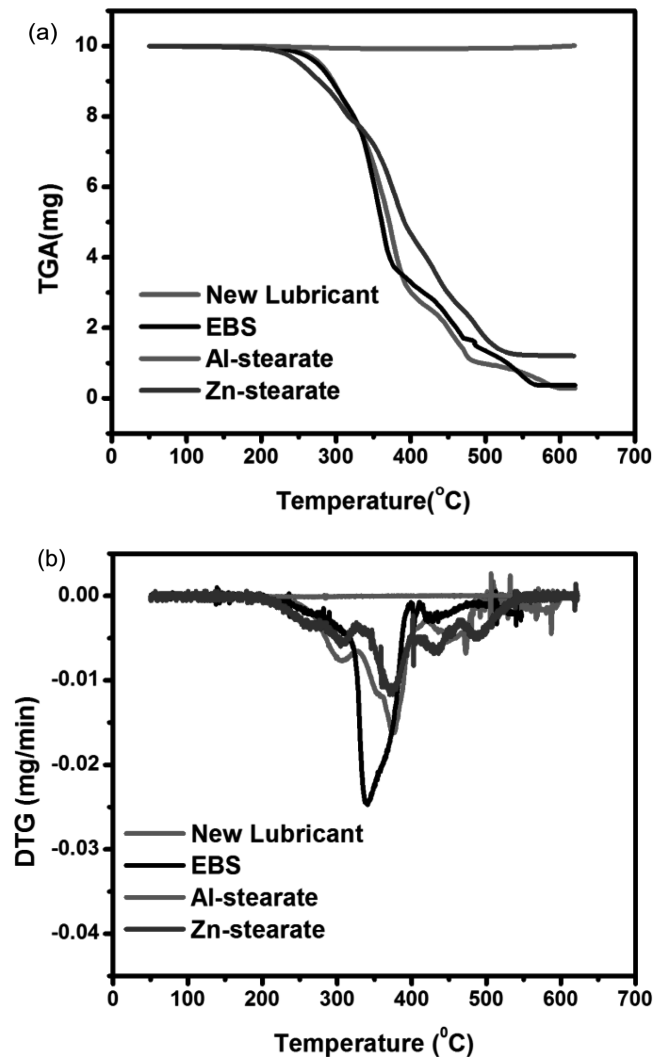 (a)
10
8
6
4
2
0
TGA(mg)
New Lubricant
EBS
Al-stearate
Zn-stearate
0 100 200 300 400 500 600 700
Temperature(°C)
(b)
0.00
-0.01
-0.02
-0.03
-0.04
DTG (mg/min)
New Lubricant
EBS
Al-stearate
Zn-stearate
0 100 200 300 400 500 600 700
Temperature (⁰C)